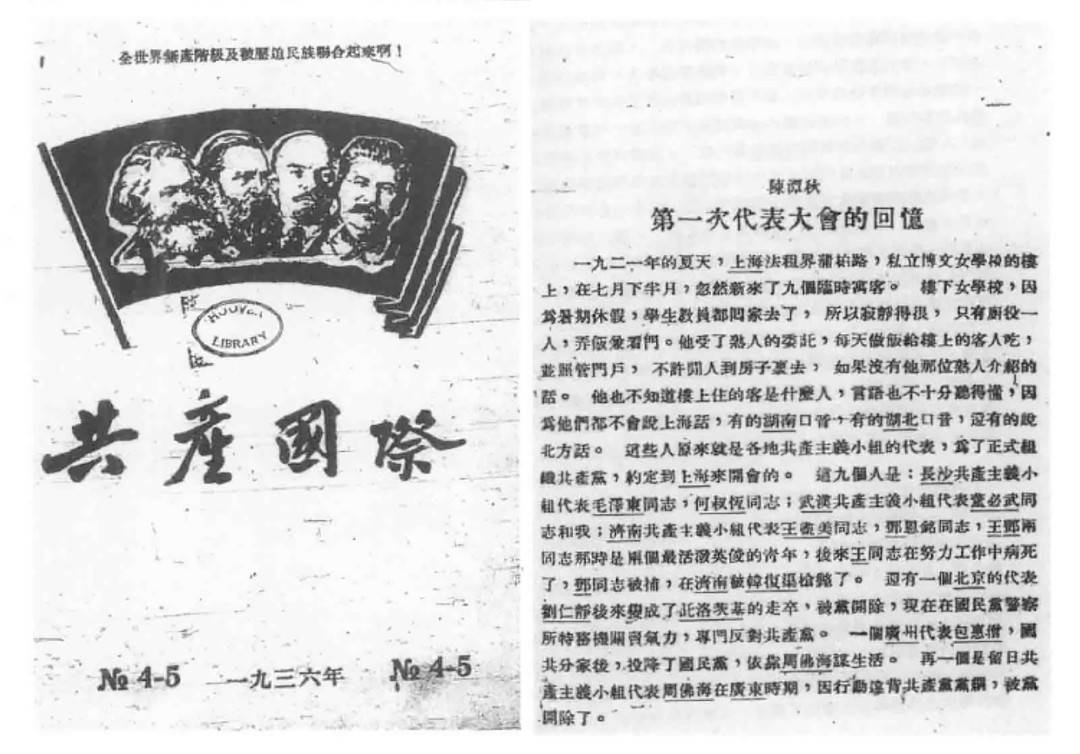 全世界無產階級及被壓迫民族聯合起來啊！
HOOVER
LIBRARY
共產國際
№ 4-5 一九三六年 № 4-5
陳潭秋
第一次代表大會的回憶
一九二一年的夏天，上海法租界蒲柏路，私立博文女學校的樓
上，在七月下半月，忽然新來了九個臨時寓客。 樓下女學校，因
爲暑期休假，學生敎員都回家去了， 所以寂靜得很， 只有廚役一
人，弄飯兼看門。他受了熟人的委託，每天做飯給樓上的客人吃，
並照管門戶， 不許閒人到房子裏去， 如果沒有他那位熟人介紹的
話。 他也不知道樓上住的客是什麼人，言語也不十分聽得懂，因
爲他們都不會說上海話，有的湖南口音，有的湖北口音，還有的說
北方話。 這些人原來就是各地共產主義小組的代表，爲了正式組
織共產黨，約定到上海來開會的。 這九個人是：長沙共產主義小
組代表毛澤東同志，何叔恆同志；武漢共產主義小組代表董必武同
志和我；濟南共產主義小組代表王燼美同志，鄧恩銘同志，王鄧兩
同志那時是兩個最活潑英俊的青年，後來王同志在努力工作中病死
了，鄧同志被捕，在濟南被韓復渠槍斃了。 還有一個北京的代表
劉仁靜後來變成了託洛茨基的走卒，被黨開除，現在在國民黨警察
所特務機關賣氣力，專門反對共產黨。 一個廣州代表包惠僧，國
共分家後，投降了國民黨，依靠周佛海謀生活。 再一個是留日共
產主義小組代表周佛海在廣東時期，因行動違背共產黨黨綱，被黨
開除了。